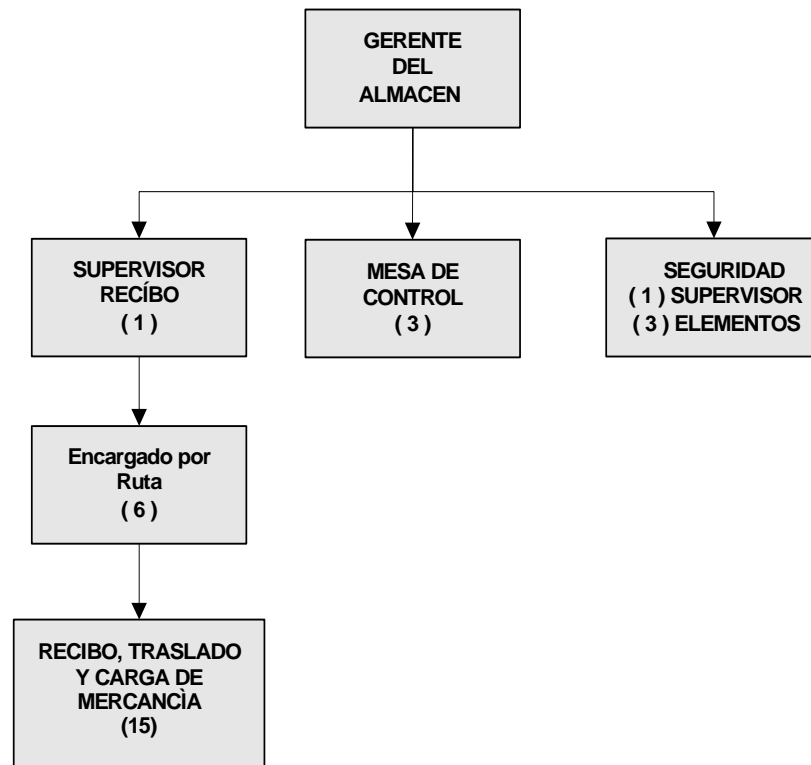 GERENTE
DEL
ALMACEN
SUPERVISOR
RECÍBO
( 1 )
MESA DE
CONTROL
( 3 )
SEGURIDAD
( 1 ) SUPERVISOR
( 3 ) ELEMENTOS
Encargado por
Ruta
( 6 )
RECIBO, TRASLADO
Y CARGA DE
MERCANCÌA
(15)